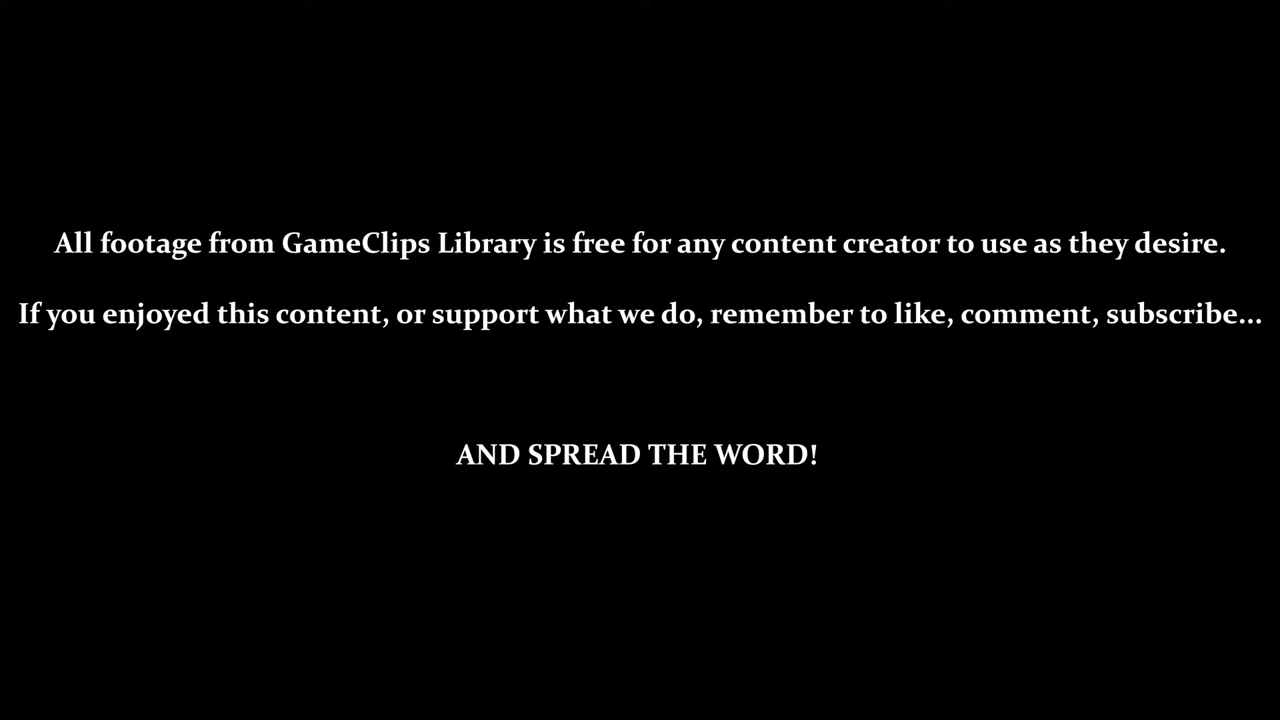 All footage from GameClips Library is free for any content creator to use as they desire.
If you enjoyed this content, or support what we do, remember to like, comment, subscribe...
AND SPREAD THE WORD!